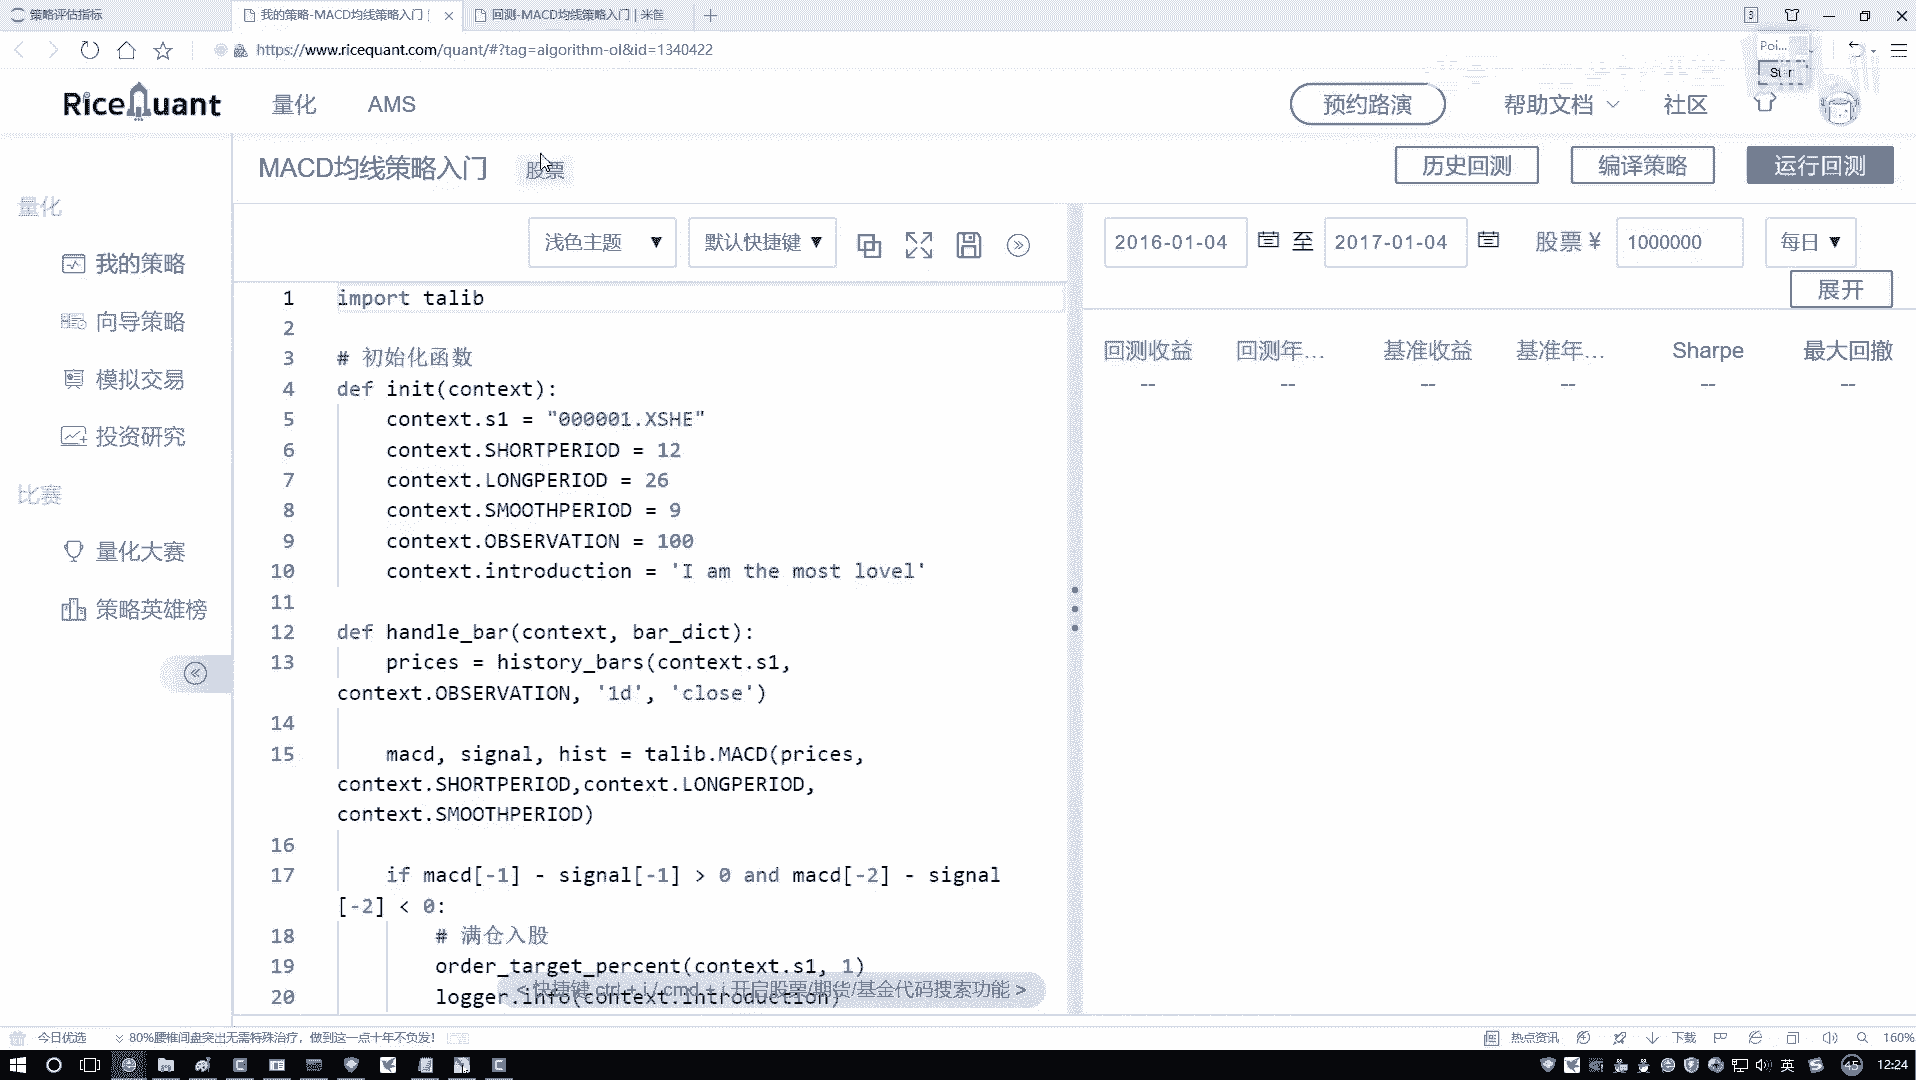 策略评估指标
我的策略-MACD均线策略入门 |
回测-MACD均线策略入门 | 米筐
https://www.ricequant.com/quant/#?tag=algorithm-ol&id=1340422
Poi...
RiceQuant
量化
AMS
预约路演
帮助文档
社区
MACD均线策略入门
股票
历史回测
编译策略
运行回测
量化
我的策略
向导策略
模拟交易
投资研究
比赛
量化大赛
策略英雄榜
浅色主题
默认快捷键
2016-01-04 至 2017-01-04 股票 ¥ 1000000 每日
展开
回测收益 回测年... 基准收益 基准年... Sharpe 最大回撤
-- -- -- -- -- --
1 import talib
2
3 # 初始化函数
4 def init(context):
5 context.s1 = "000001.XSHE"
6 context.SHORTPERIOD = 12
7 context.LONGPERIOD = 26
8 context.SMOOTHPERIOD = 9
9 context.OBSERVATION = 100
10 context.introduction = 'I am the most lovel'
11
12 def handle_bar(context, bar_dict):
13 prices = history_bars(context.s1,
context.OBSERVATION, '1d', 'close')
14
15 macd, signal, hist = talib.MACD(prices,
context.SHORTPERIOD,context.LONGPERIOD,
context.SMOOTHPERIOD)
16
17 if macd[-1] - signal[-1] > 0 and macd[-2] - signal
[-2] < 0:
18 # 满仓入股
19 order_target_percent(context.s1, 1)
20 logger.info(context.introduction)
< 快捷键 ctrl + i / cmd + i 开启股票/期货/基金代码搜索功能 >
今日优选
80%腰椎间盘突出无需特殊治疗，做到这一点十年不负发！
热点资讯
下载
160%
英
45
12:24